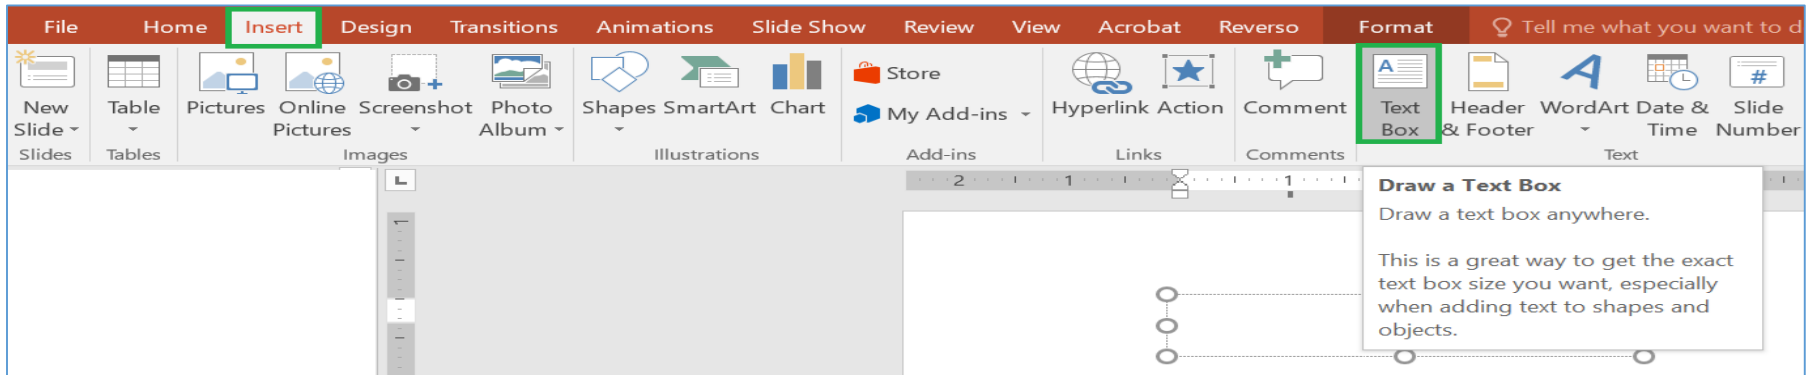 File Home Insert Design Transitions Animations Slide Show Review View Acrobat Reverso Format Tell me what you want to d
New Slide
Table
Pictures
Online Pictures
Screenshot
Photo Album
Shapes
SmartArt
Chart
Store
My Add-ins
Hyperlink
Action
Comment
Text Box
Header & Footer
WordArt
Date & Time
Slide Number
Slides Tables Images Illustrations Add-ins Links Comments Text
2 1 1
1
Draw a Text Box
Draw a text box anywhere.
This is a great way to get the exact
text box size you want, especially
when adding text to shapes and
objects.